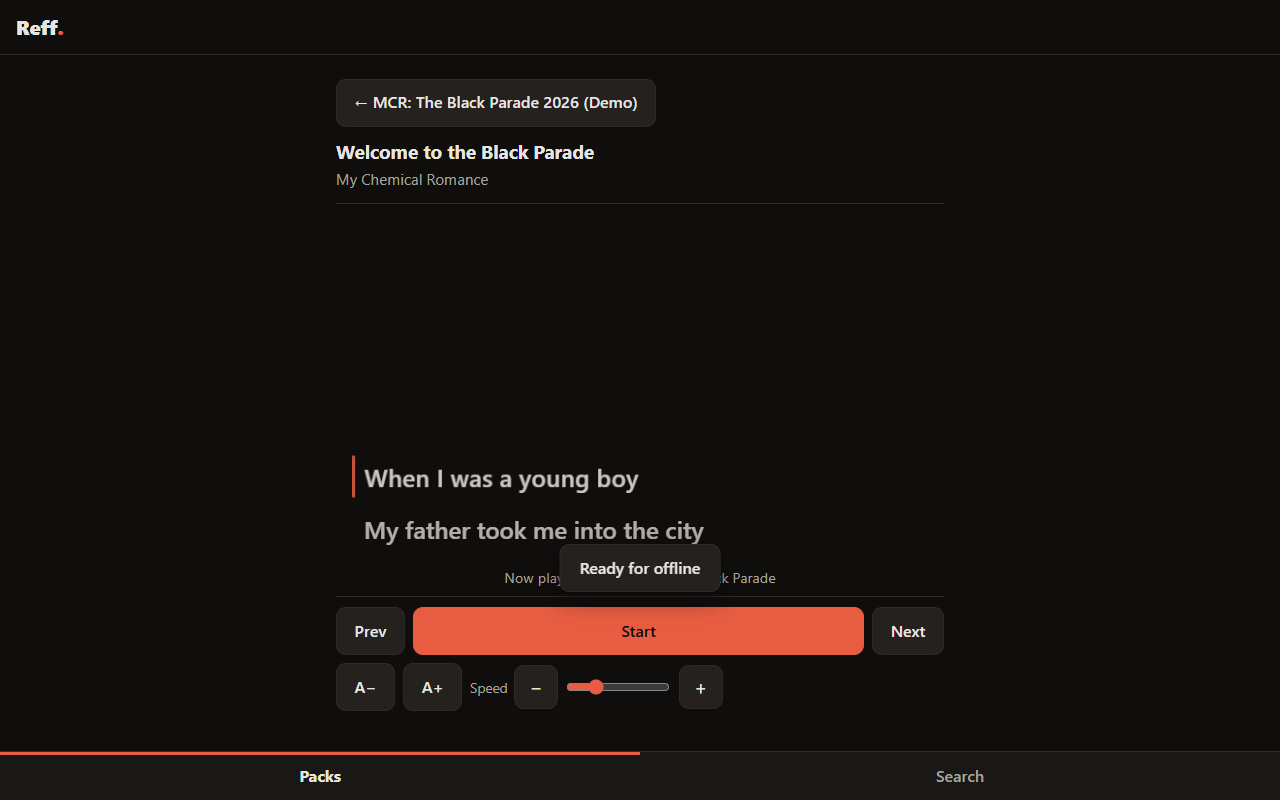 Reff.
← MCR: The Black Parade 2026 (Demo)
Welcome to the Black Parade
My Chemical Romance
When I was a young boy
My father took me into the city
Ready for offline
Now Parade
Prev
Start
Next
A−
A+
Speed
−
+
Packs
Search